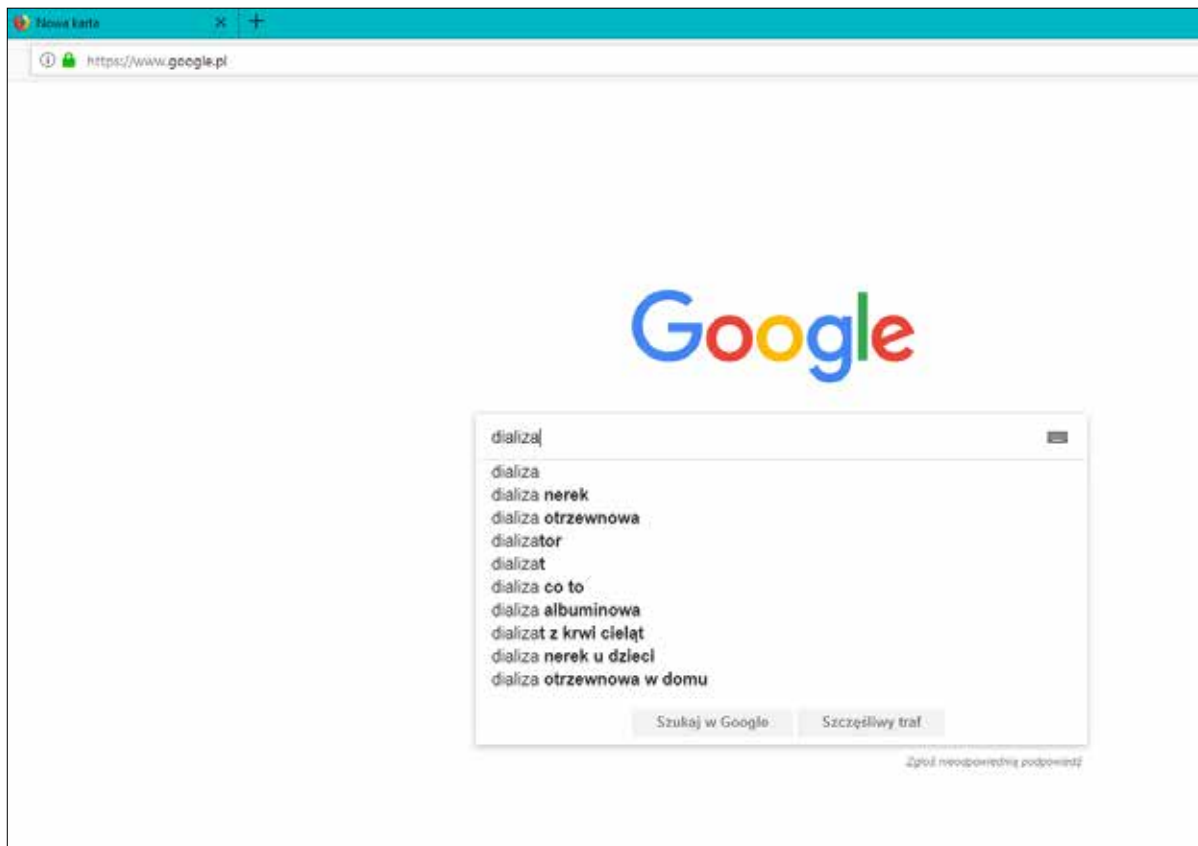 Nowa karta
https://www.google.pl
Google
dializa
dializa
dializa nerek
dializa otrzewnowa
dializator
dializat
dializa co to
dializa albuminowa
dializat z krwi cieląt
dializa nerek u dzieci
dializa otrzewnowa w domu
Szukaj w Google Szczęśliwy traf
Zgłoś nieodpowiednią podpowiedź